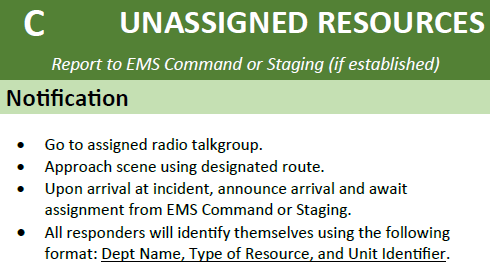 C UNASSIGNED RESOURCES
Report to EMS Command or Staging (if established)
Notification
• Go to assigned radio talkgroup.
• Approach scene using designated route.
• Upon arrival at incident, announce arrival and await
assignment from EMS Command or Staging.
• All responders will identify themselves using the following
format: Dept Name, Type of Resource, and Unit Identifier.